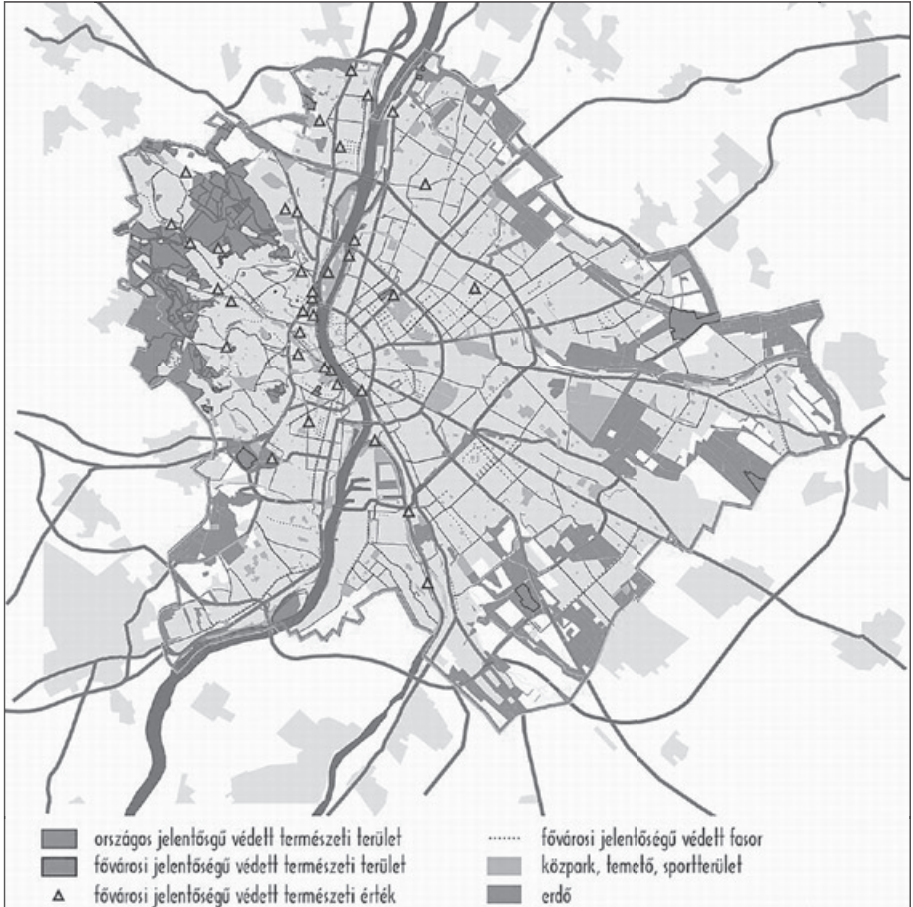 országos jelentősgű védett természeti terület
fővárosi jelentőségű védett természeti terület
fővárosi jelentőségű védett természeti érték
fővárosi jelentőségű védett fasor
közpark, temető, sportterület
erdő